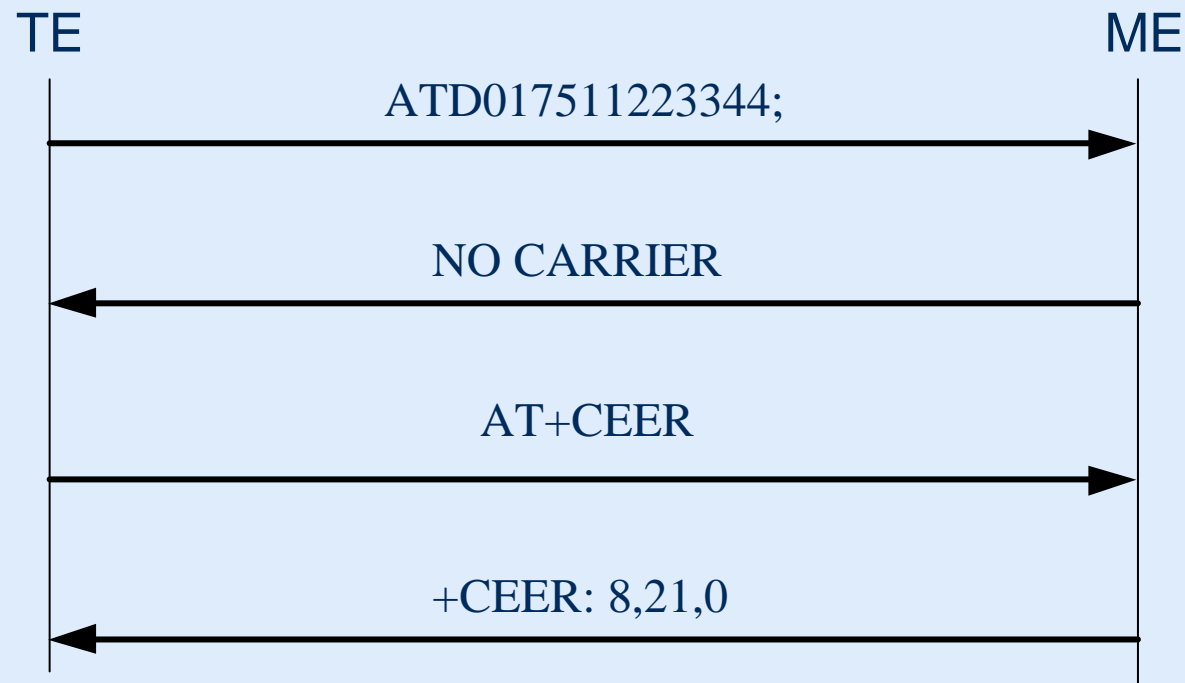 TE ME
ATD017511223344;
NO CARRIER
AT+CEER
+CEER: 8,21,0